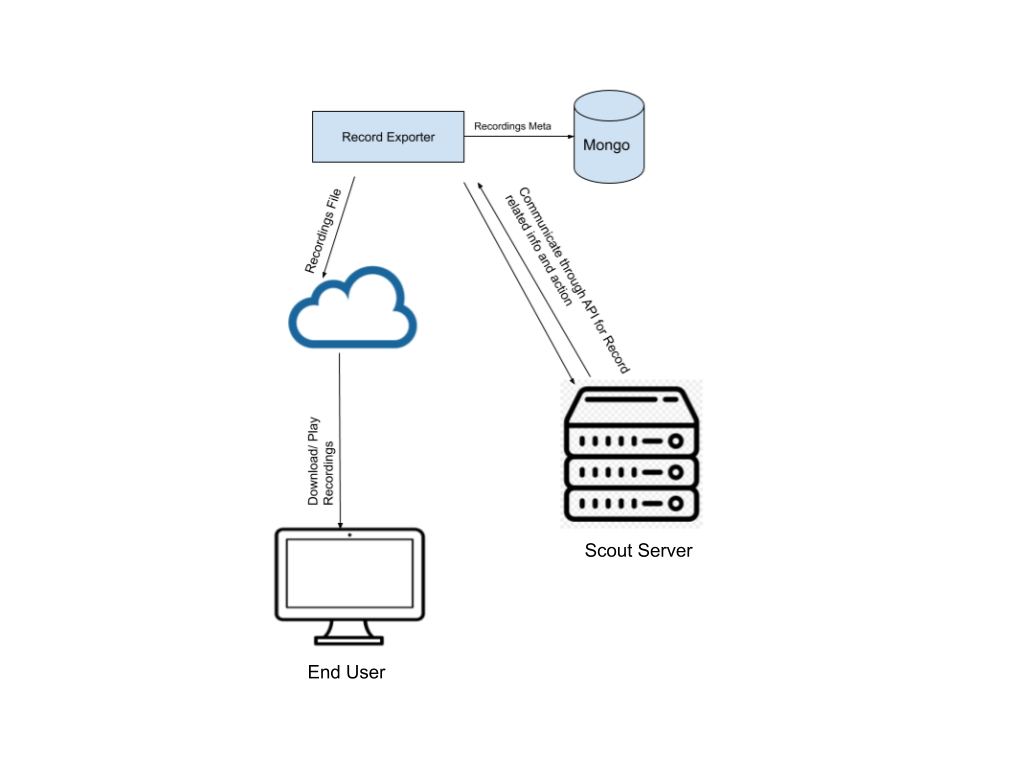 Record Exporter
Recordings Meta
Mongo
Recordings File
Communicate through API for Record
related info and action
Download/ Play
Recordings
Scout Server
End User